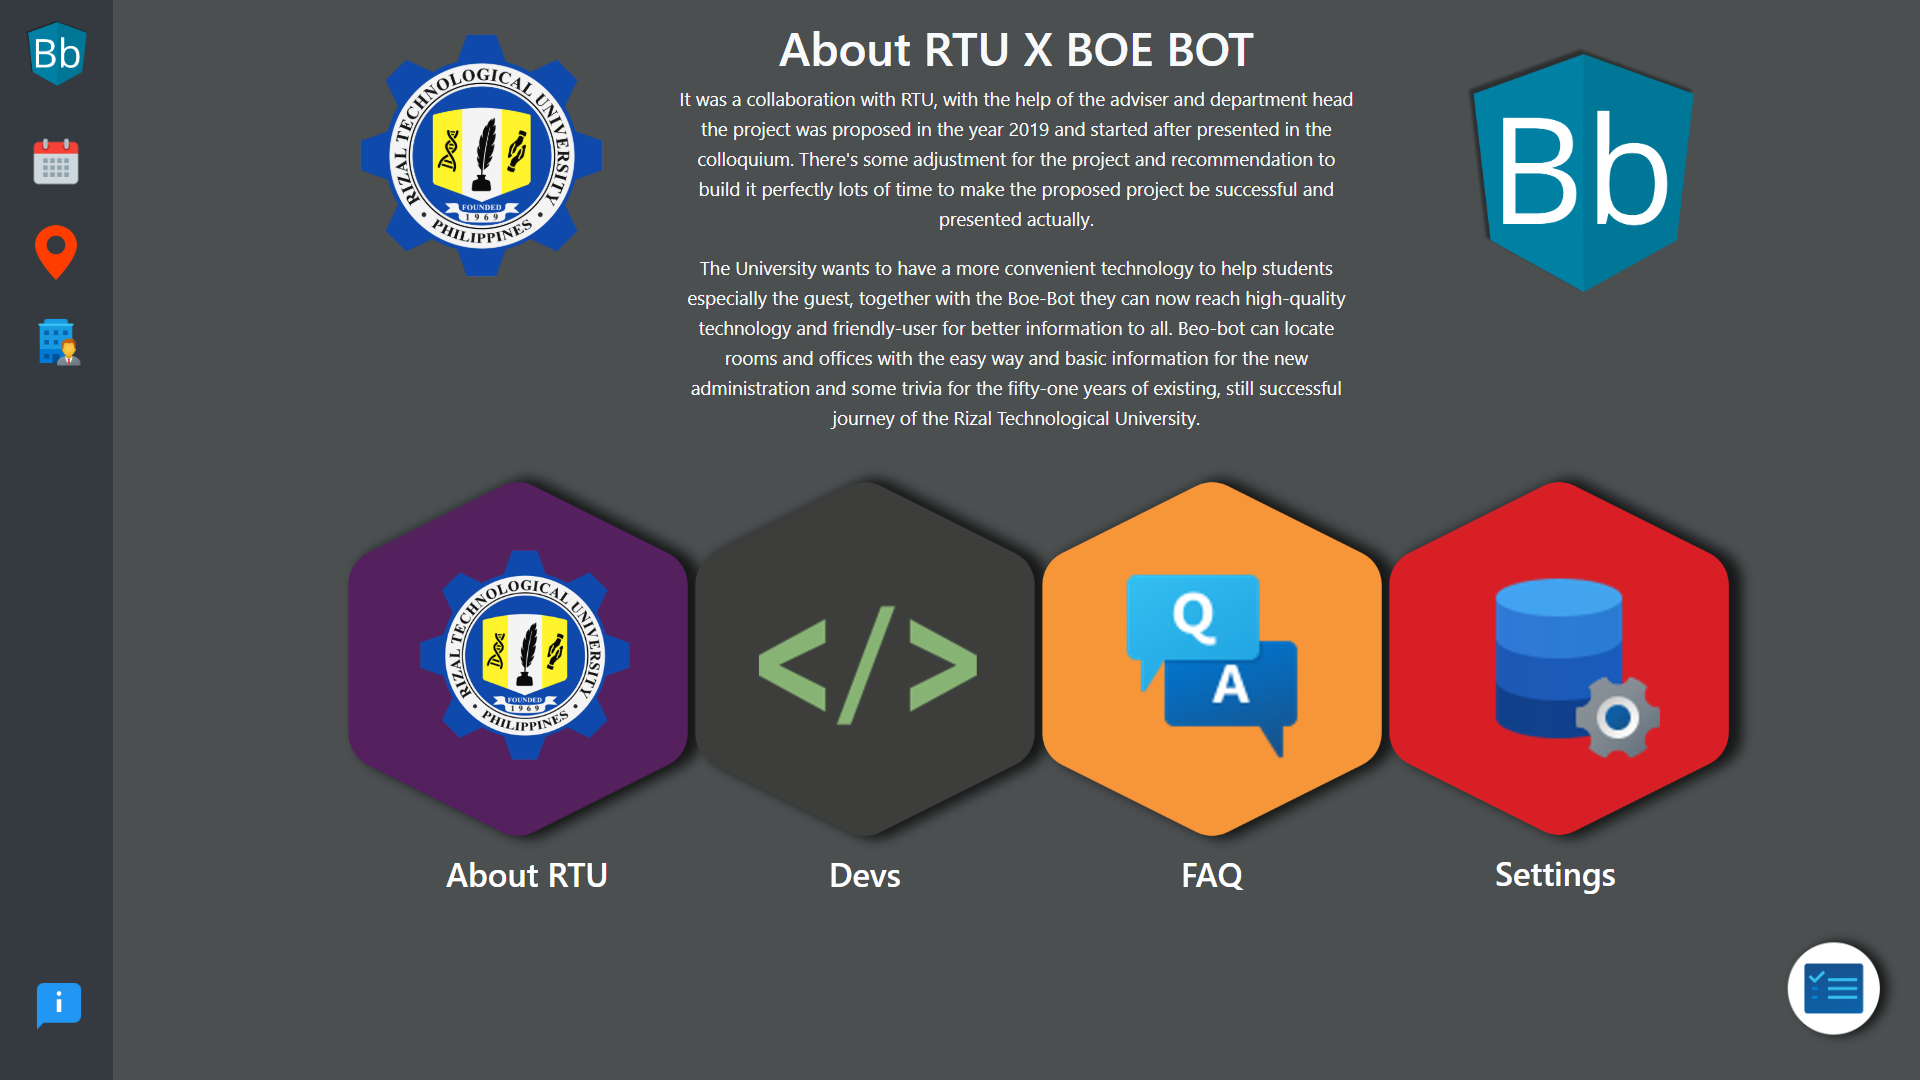 Bb
RIZAL TECHNOLOGICAL UNIVERSITY
FOUNDED
1969
PHILIPPINES
About RTU X BOE BOT
It was a collaboration with RTU, with the help of the adviser and department head
the project was proposed in the year 2019 and started after presented in the
colloquium. There's some adjustment for the project and recommendation to
build it perfectly lots of time to make the proposed project be successful and
presented actually.
The University wants to have a more convenient technology to help students
especially the guest, together with the Boe-Bot they can now reach high-quality
technology and friendly-user for better information to all. Beo-bot can locate
rooms and offices with the easy way and basic information for the new
administration and some trivia for the fifty-one years of existing, still successful
journey of the Rizal Technological University.
Bb
RIZAL TECHNOLOGICAL UNIVERSITY
FOUNDED
1969
PHILIPPINES
</>
Q
A
About RTU
Devs
FAQ
Settings
i